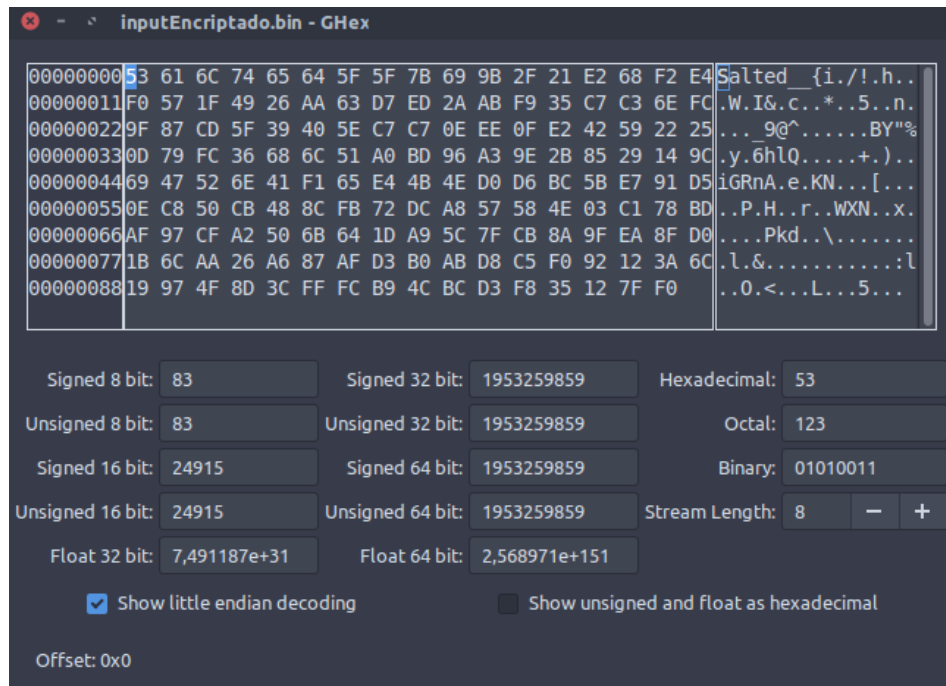 inputEncriptado.bin - GHex
00000000 53 61 6C 74 65 64 5F 5F 7B 69 9B 2F 21 E2 68 F2 E4 Salted__{i./!.h..
00000011 F0 57 1F 49 26 AA 63 D7 ED 2A AB F9 35 C7 C3 6E FC .W.I&.c..*..5..n.
00000022 9F 87 CD 5F 39 40 5E C7 C7 0E EE 0F E2 42 59 22 25 ..._9@^......BY"%
00000033 0D 79 FC 36 68 6C 51 A0 BD 96 A3 9E 2B 85 29 14 9C .y.6hlQ.....+.)..
00000044 69 47 52 6E 41 F1 65 E4 4B 4E D0 D6 BC 5B E7 91 D5 iGRnA.e.KN...[...
00000055 0E C8 50 CB 48 8C FB 72 DC A8 57 58 4E 03 C1 78 BD ..P.H..r..WXN..x.
00000066 AF 97 CF A2 50 6B 64 1D A9 5C 7F CB 8A 9F EA 8F D0 ....Pkd..\.......
00000077 1B 6C AA 26 A6 87 AF D3 B0 AB D8 C5 F0 92 12 3A 6C .l.&...........:l
00000088 19 97 4F 8D 3C FF FC B9 4C BC D3 F8 35 12 7F F0 ..O.<...L...5...
Signed 8 bit: 83 Signed 32 bit: 1953259859 Hexadecimal: 53
Unsigned 8 bit: 83 Unsigned 32 bit: 1953259859 Octal: 123
Signed 16 bit: 24915 Signed 64 bit: 1953259859 Binary: 01010011
Unsigned 16 bit: 24915 Unsigned 64 bit: 1953259859 Stream Length: 8 − +
Float 32 bit: 7,491187e+31 Float 64 bit: 2,568971e+151
Show little endian decoding Show unsigned and float as hexadecimal
Offset: 0x0